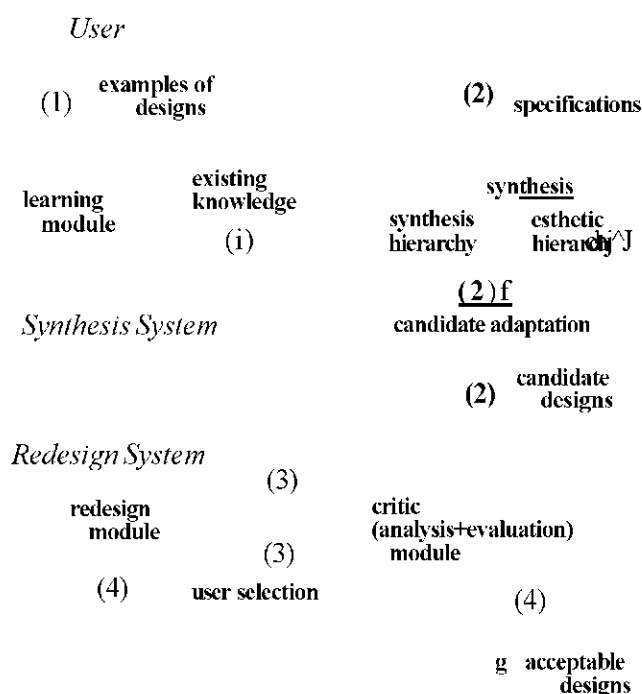 User
(1) examples of
designs
(2) specifications
learning
module
existing
knowledge
(i)
synthesis
synthesis
hierarchy
esthetic
hierarchy
(2) f
Synthesis System
candidate adaptation
(2) candidate
designs
Redesign System
(3)
redesign
module
critic
(analysis+evaluation)
module
(3)
(4)
user selection
(4)
g acceptable
designs